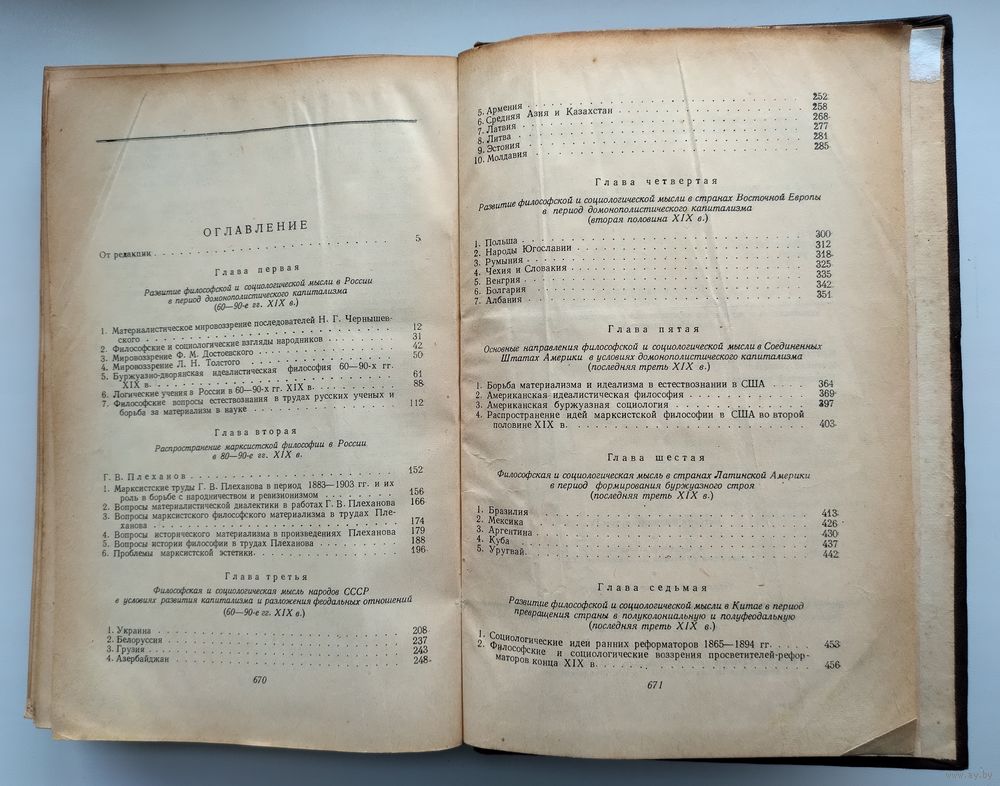 ОГЛАВЛЕНИЕ
От редакции . . . 5
Глава первая
Развитие философской и социологической мысли в России
в период домонополистического капитализма
(60—90-е гг. XIX в.)
1. Материалистическое мировоззрение последователей Н. Г. Чернышев-
ского . . . 12
2. Философские и социологические взгляды народников . . . 31
3. Мировоззрение Ф. М. Достоевского . . . 42
4. Мировоззрение Л. Н. Толстого . . . 50
5. Буржуазно-дворянская идеалистическая философия 60—90-х гг.
XIX в. . . . 61
6. Логические учения в России в 60—90-х гг. XIX в. . . . 88
7. Философские вопросы естествознания в трудах русских ученых и
борьба за материализм в науке . . . 112
Глава вторая
Распространение марксистской философии в России
в 80—90-е гг. XIX в.
Г. В. Плеханов . . . 152
1. Марксистские труды Г. В. Плеханова в период 1883—1903 гг. и их
роль в борьбе с народничеством и ревизионизмом . . . 156
2. Вопросы материалистической диалектики в работах Г. В. Плеханова 166
3. Вопросы марксистского философского материализма в трудах Пле-
ханова . . . 174
4. Вопросы исторического материализма в произведениях Плеханова 179
5. Вопросы истории философии в трудах Плеханова . . . 188
6. Проблемы марксистской эстетики. . . . 196
Глава третья
Философская и социологическая мысль народов СССР
в условиях развития капитализма и разложения феодальных отношений
(60—90-е гг. XIX в.)
1. Украина . . . 208
2. Белоруссия . . . 237
3. Грузия . . . 243
4. Азербайджан . . . 248
670
5. Армения . . . 252
6. Средняя Азия и Казахстан . . . 258
7. Латвия . . . 268
8. Литва . . . 277
9. Эстония . . . 281
10. Молдавия . . . 285
Глава четвертая
Развитие философской и социологической мысли в странах Восточной Европы
в период домонополистического капитализма
(вторая половина XIX в.)
1. Польша . . . 300
2. Народы Югославии . . . 312
3. Румыния . . . 318
4. Чехия и Словакия . . . 325
5. Венгрия . . . 335
6. Болгария . . . 342
7. Албания . . . 351
Глава пятая
Основные направления философской и социологической мысли в Соединенных
Штатах Америки в условиях домонополистического капитализма
(последняя треть XIX в.)
1. Борьба материализма и идеализма в естествознании в США . . . 364
2. Американская идеалистическая философия . . . 369
3. Американская буржуазная социология . . . 397
4. Распространение идей марксистской философии в США во второй
половине XIX в. . . . 403
Глава шестая
Философская и социологическая мысль в странах Латинской Америки
в период формирования буржуазного строя
(последняя треть XIX в.)
1. Бразилия . . . 413
2. Мексика . . . 426
3. Аргентина . . . 430
4. Куба . . . 437
5. Уругвай . . . 442
Глава седьмая
Развитие философской и социологической мысли в Китае в период
превращения страны в полуколониальную и полуфеодальную
(последняя треть XIX в.)
1. Социологические идеи ранних реформаторов 1865—1894 гг. . . . 453
2. Философские и социологические воззрения просветителей-рефор-
маторов конца XIX в. . . . 456
671
www.ay.by